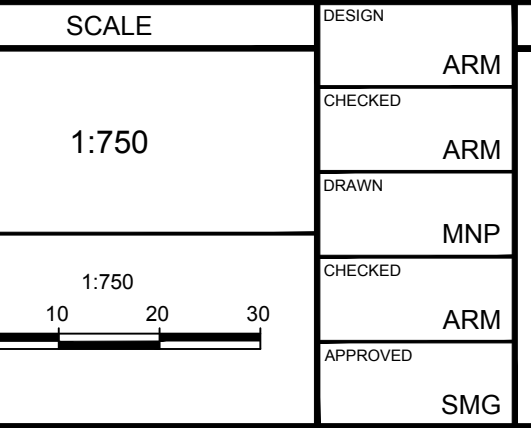 SCALE
1:750
1:750
10 20 30
DESIGN
ARM
CHECKED
ARM
DRAWN
MNP
CHECKED
ARM
APPROVED
SMG